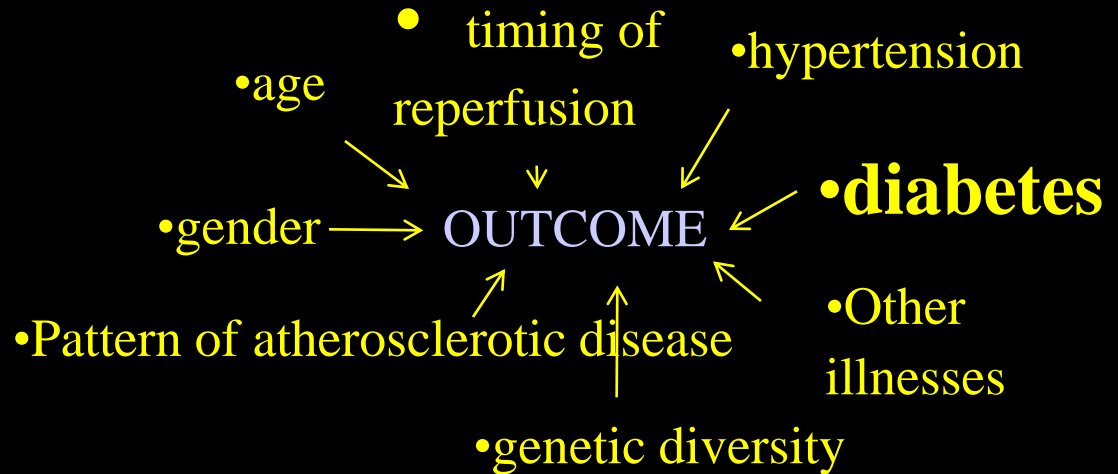 • timing of
reperfusion
•hypertension
•age
•diabetes
•gender
OUTCOME
•Other
illnesses
•Pattern of atherosclerotic disease
•genetic diversity